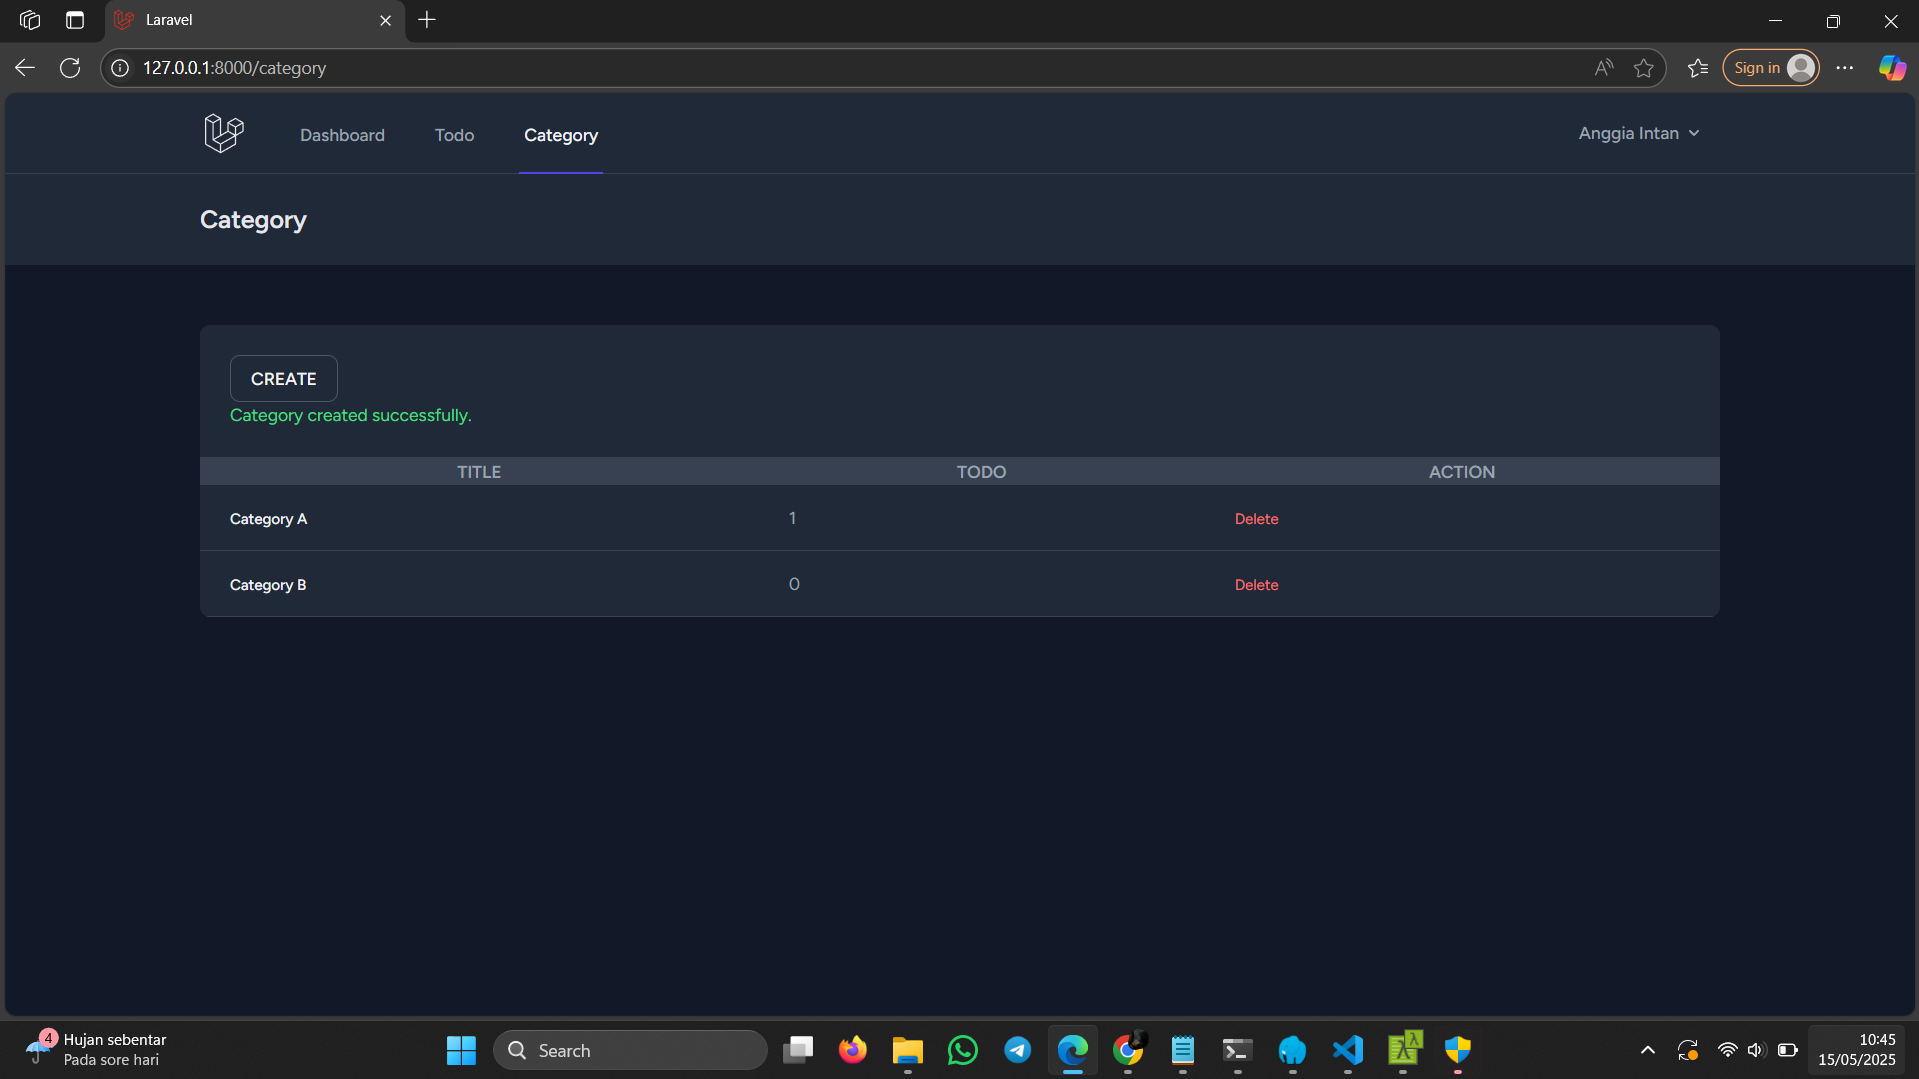 Laravel
127.0.0.1:8000/category
Sign in
Dashboard
Todo
Category
Anggia Intan
Category
CREATE
Category created successfully.
TITLE TODO ACTION
Category A 1 Delete
Category B 0 Delete
4
Hujan sebentar
Pada sore hari
Search
10:45
15/05/2025